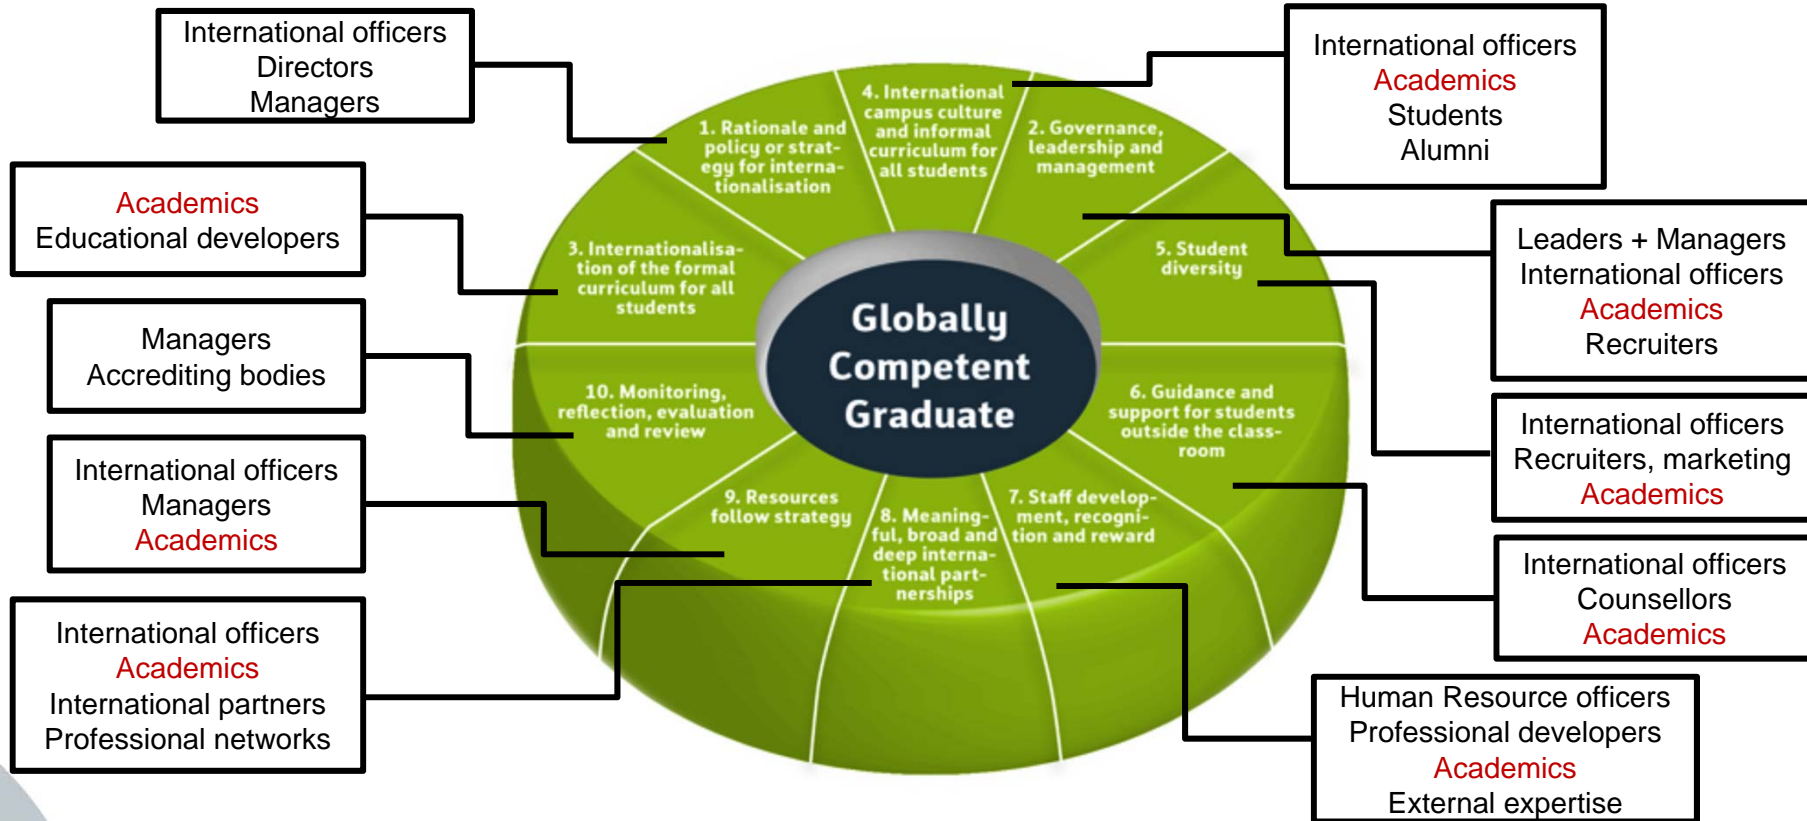 International officers
Directors
Managers
International officers
Academics
Students
Alumni
4. International
campus culture
and informal
curriculum for
all students
1. Rationale and
policy or strat-
egy for interna-
tionalisation
2. Governance,
leadership and
management
Academics
Educational developers
Leaders + Managers
International officers
Academics
Recruiters
3. Internationalisa-
tion of the formal
curriculum for all
students
5. Student
diversity
Globally
Competent
Graduate
Managers
Accrediting bodies
10. Monitoring,
reflection, evaluation
and review
6. Guidance and
support for students
outside the class-
room
International officers
Recruiters, marketing
Academics
International officers
Managers
Academics
9. Resources
follow strategy
8. Meaning-
ful, broad and
deep interna-
tional part-
nerships
7. Staff develop-
ment, recogni-
tion and reward
International officers
Counsellors
Academics
International officers
Academics
International partners
Professional networks
Human Resource officers
Professional developers
Academics
External expertise